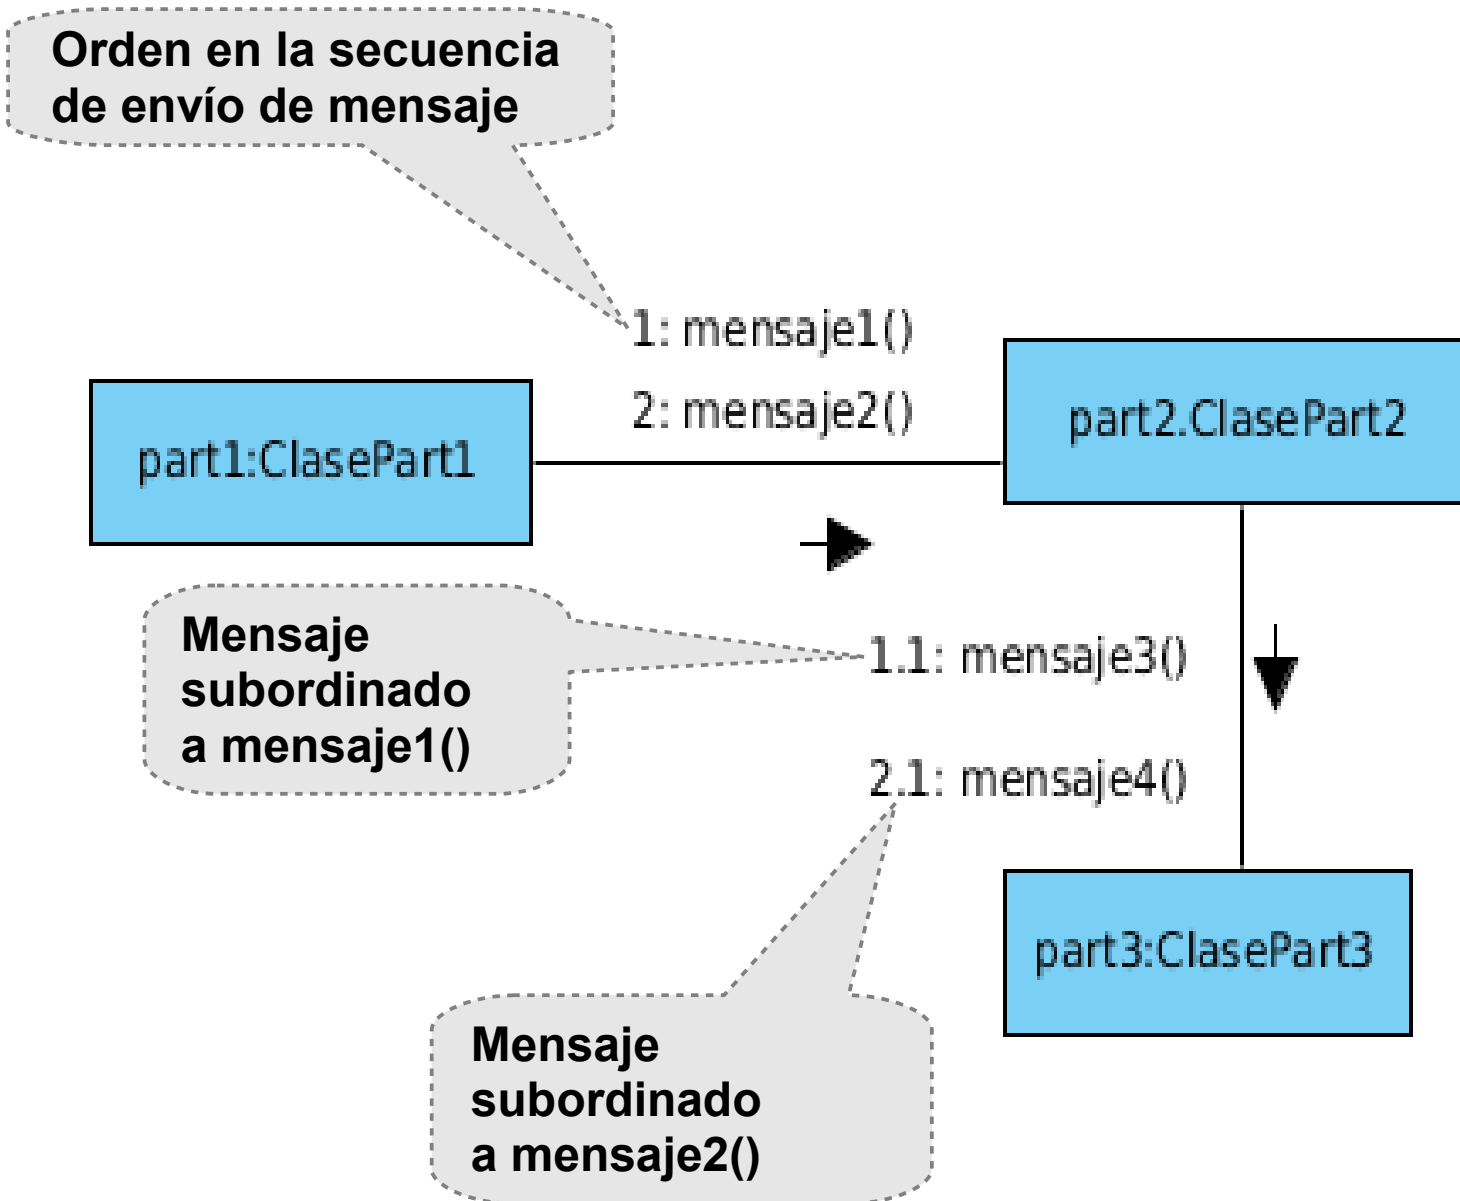 Orden en la secuencia
de envío de mensaje
1: mensaje1()
2: mensaje2()
part1:ClasePart1
part2.ClasePart2
Mensaje
subordinado
a mensaje1()
1.1: mensaje3()
2.1: mensaje4()
part3:ClasePart3
Mensaje
subordinado
a mensaje2()